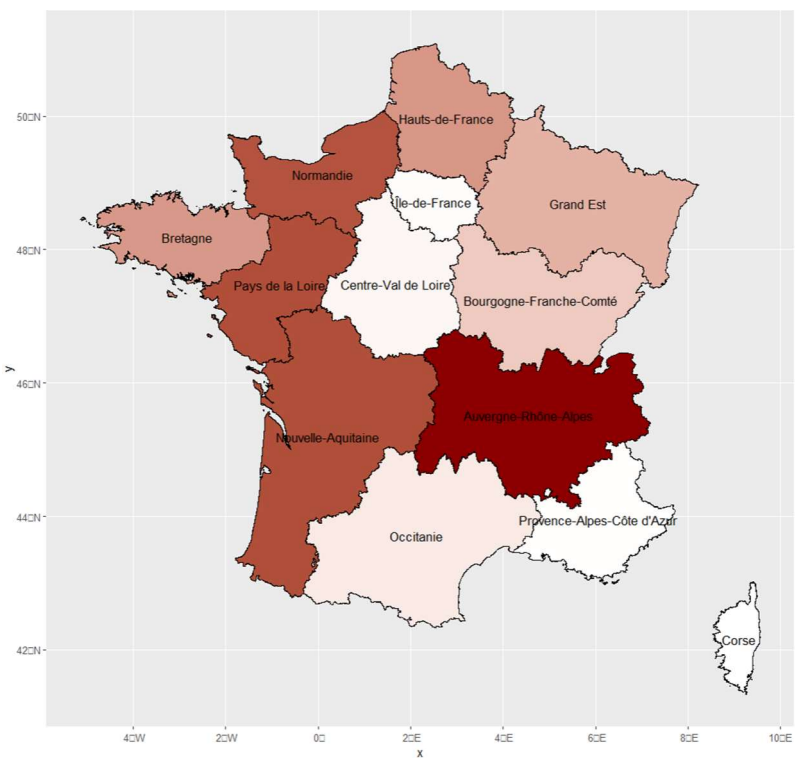 50□N
48□N
46□N
44□N
42□N
y
Hauts-de-France
Normandie
Île-de-France
Grand Est
Bretagne
Pays de la Loire
Centre-Val de Loire
Bourgogne-Franche-Comté
Auvergne-Rhône-Alpes
Nouvelle-Aquitaine
Occitanie
Provence-Alpes-Côte d'Azur
Corse
4□W
2□W
0□
2□E
4□E
6□E
8□E
10□E
x